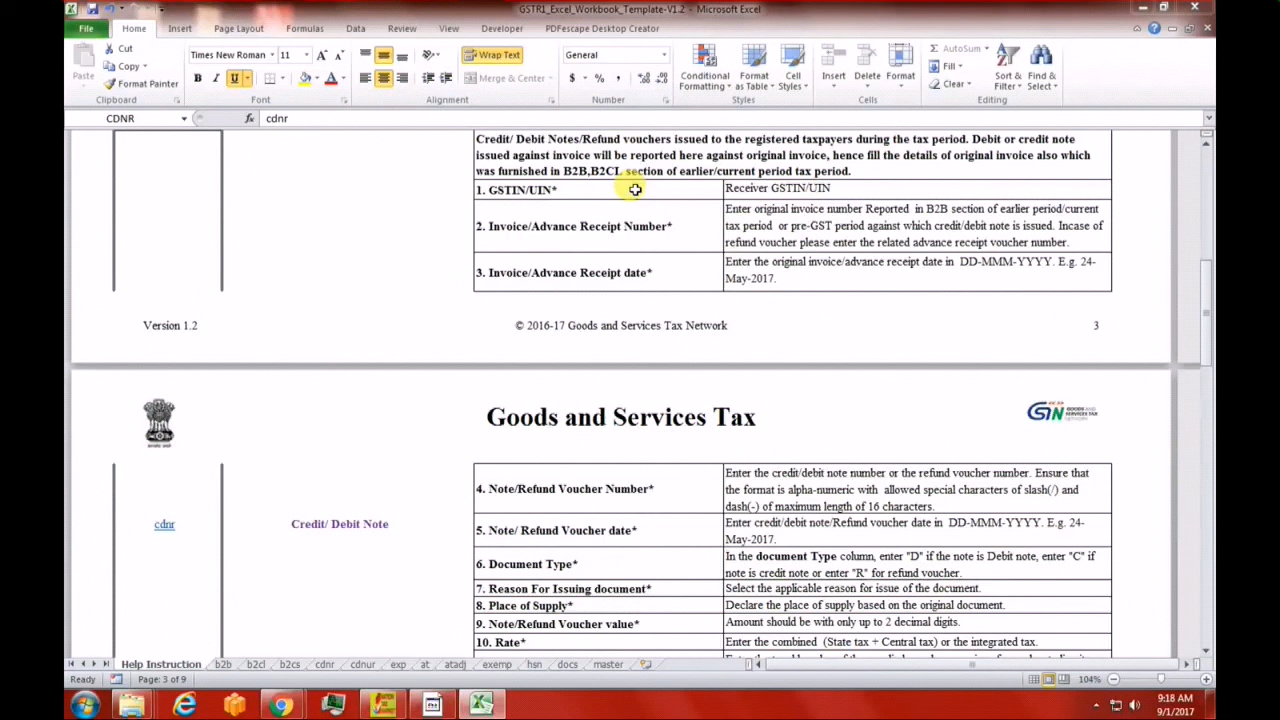 GSTR1_Excel_Workbook_Template-V1.2 - Microsoft Excel
File Home Insert Page Layout Formulas Data Review View Developer PDFescape Desktop Creator
Paste
Cut
Copy
Format Painter
Clipboard
Times New Roman 11
B I U A
Font
Wrap Text
Merge & Center
Alignment
General
$ % ,
Number
Conditional Formatting
Format as Table
Cell Styles
Styles
Insert Delete Format
Cells
AutoSum
Fill
Clear
Sort & Filter
Find & Select
Editing
CDNR fx cdnr
Credit/ Debit Notes/Refund vouchers issued to the registered taxpayers during the tax period. Debit or credit note
issued against invoice will be reported here against original invoice, hence fill the details of original invoice also which
was furnished in B2B,B2CL section of earlier/current period tax period.
1. GSTIN/UIN* Receiver GSTIN/UIN
2. Invoice/Advance Receipt Number*
Enter original invoice number Reported in B2B section of earlier period/current
tax period or pre-GST period against which credit/debit note is issued. Incase of
refund voucher please enter the related advance receipt voucher number.
3. Invoice/Advance Receipt date*
Enter the original invoice/advance receipt date in DD-MMM-YYYY. E.g. 24-
May-2017.
Version 1.2 © 2016-17 Goods and Services Tax Network 3
Goods and Services Tax
GOODS AND SERVICES TAX
cdnr
Credit/ Debit Note
4. Note/Refund Voucher Number*
Enter the credit/debit note number or the refund voucher number. Ensure that
the format is alpha-numeric with allowed special characters of slash(/) and
dash(-) of maximum length of 16 characters.
5. Note/ Refund Voucher date*
Enter credit/debit note/Refund voucher date in DD-MMM-YYYY. E.g. 24-
May-2017.
6. Document Type*
In the document Type column, enter "D" if the note is Debit note, enter "C" if
note is credit note or enter "R" for refund voucher.
7. Reason For Issuing document* Select the applicable reason for issue of the document.
8. Place of Supply* Declare the place of supply based on the original document.
9. Note/Refund Voucher value* Amount should be with only up to 2 decimal digits.
10. Rate* Enter the combined (State tax + Central tax) or the integrated tax.
Help Instruction b2b b2cl b2cs cdnr cdnur exp at atadj exemp hsn docs master
Ready Page: 3 of 9 104%
9:18 AM
9/1/2017